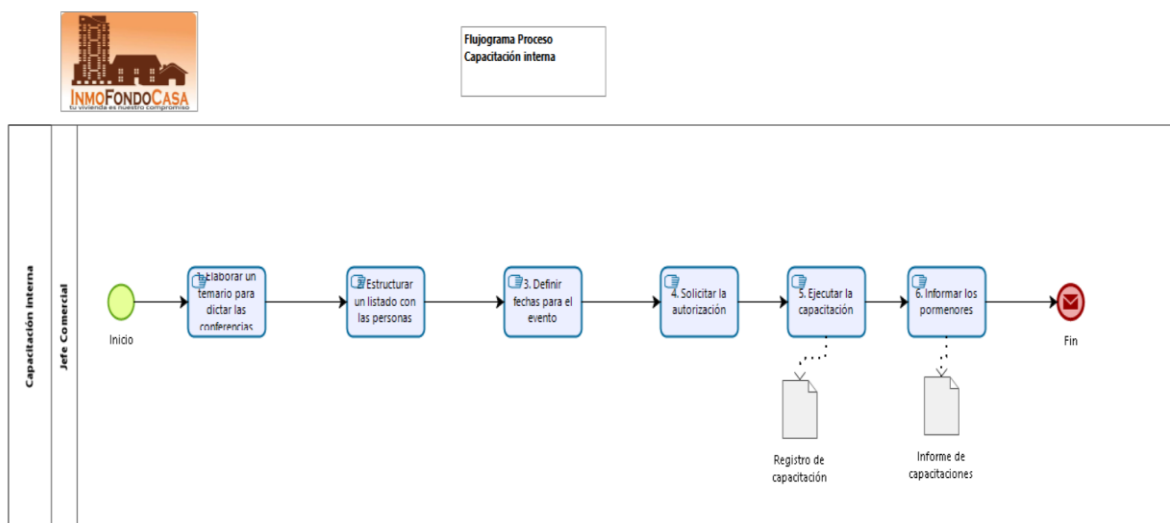 INMOFONDOCASA
tu vivienda es nuestro compromiso
Flujograma Proceso
Capacitación interna
Capacitación Interna
Jefe Comercial
Inicio
1. Elaborar un
temario para
dictar las
conferencias
2. Estructurar
un listado con
las personas
3. Definir
fechas para el
evento
4. Solicitar la
autorización
5. Ejecutar la
capacitación
6. Informar los
pormenores
Fin
Registro de
capacitación
Informe de
capacitaciones